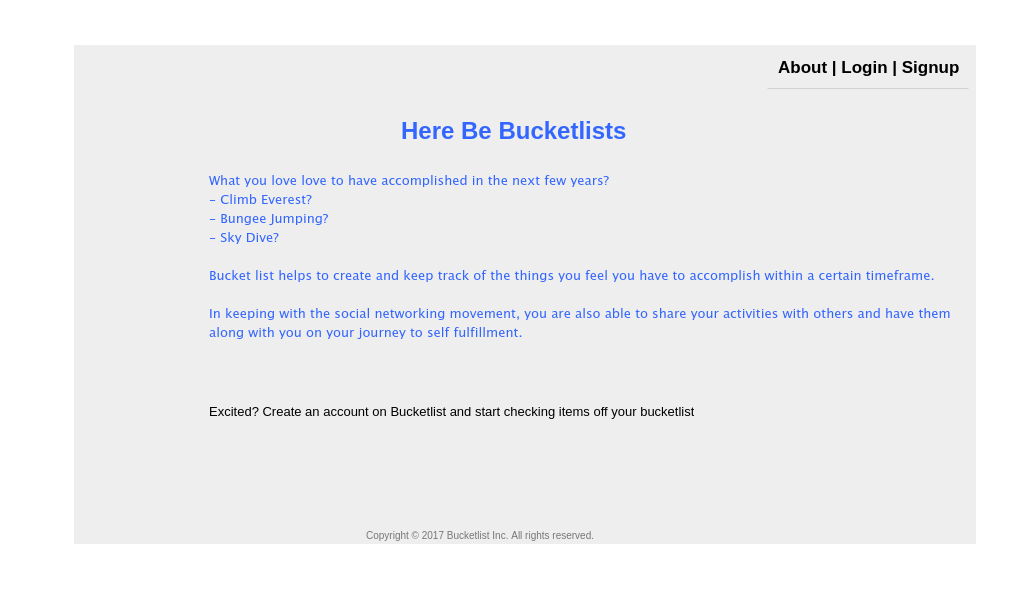 About | Login | Signup
Here Be Bucketlists
What you love love to have accomplished in the next few years?
– Climb Everest?
– Bungee Jumping?
– Sky Dive?
Bucket list helps to create and keep track of the things you feel you have to accomplish within a certain timeframe.
In keeping with the social networking movement, you are also able to share your activities with others and have them
along with you on your journey to self fulfillment.
Excited? Create an account on Bucketlist and start checking items off your bucketlist
Copyright © 2017 Bucketlist Inc. All rights reserved.